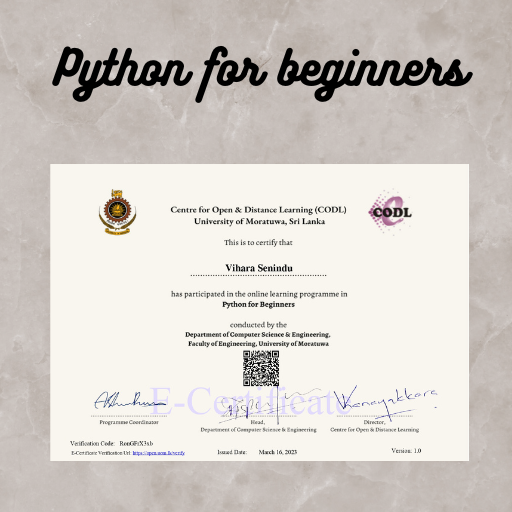 Python for beginners
Centre for Open & Distance Learning (CODL)
University of Moratuwa, Sri Lanka
CODL
This is to certify that
Vihara Senindu
has participated in the online learning programme in
Python for Beginners
conducted by the
Department of Computer Science & Engineering,
Faculty of Engineering, University of Moratuwa
E-Certificate
Programme Coordinator
Head,
Department of Computer Science & Engineering
Director,
Centre for Open & Distance Learning
Verification Code:
E-Certificate Verification Url: https://open.uom.lk/verify
Issued Date: March 16, 2023
Version: 1.0